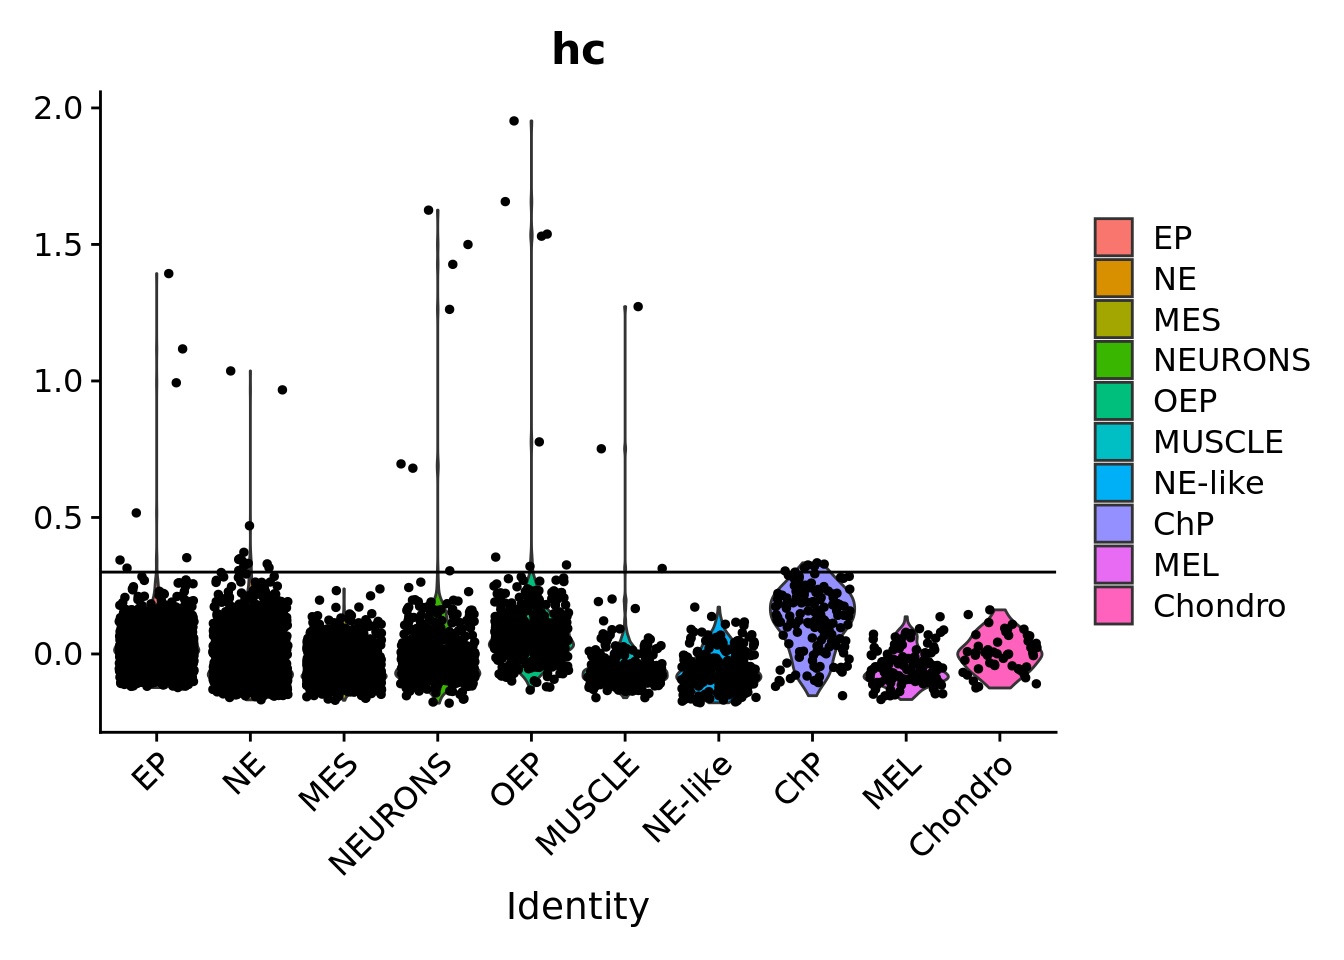 hc
2.0
1.5
1.0
0.5
0.0
EP
NE
MES
NEURONS
OEP
MUSCLE
NE-like
ChP
MEL
Chondro
Identity
EP
NE
MES
NEURONS
OEP
MUSCLE
NE-like
ChP
MEL
Chondro